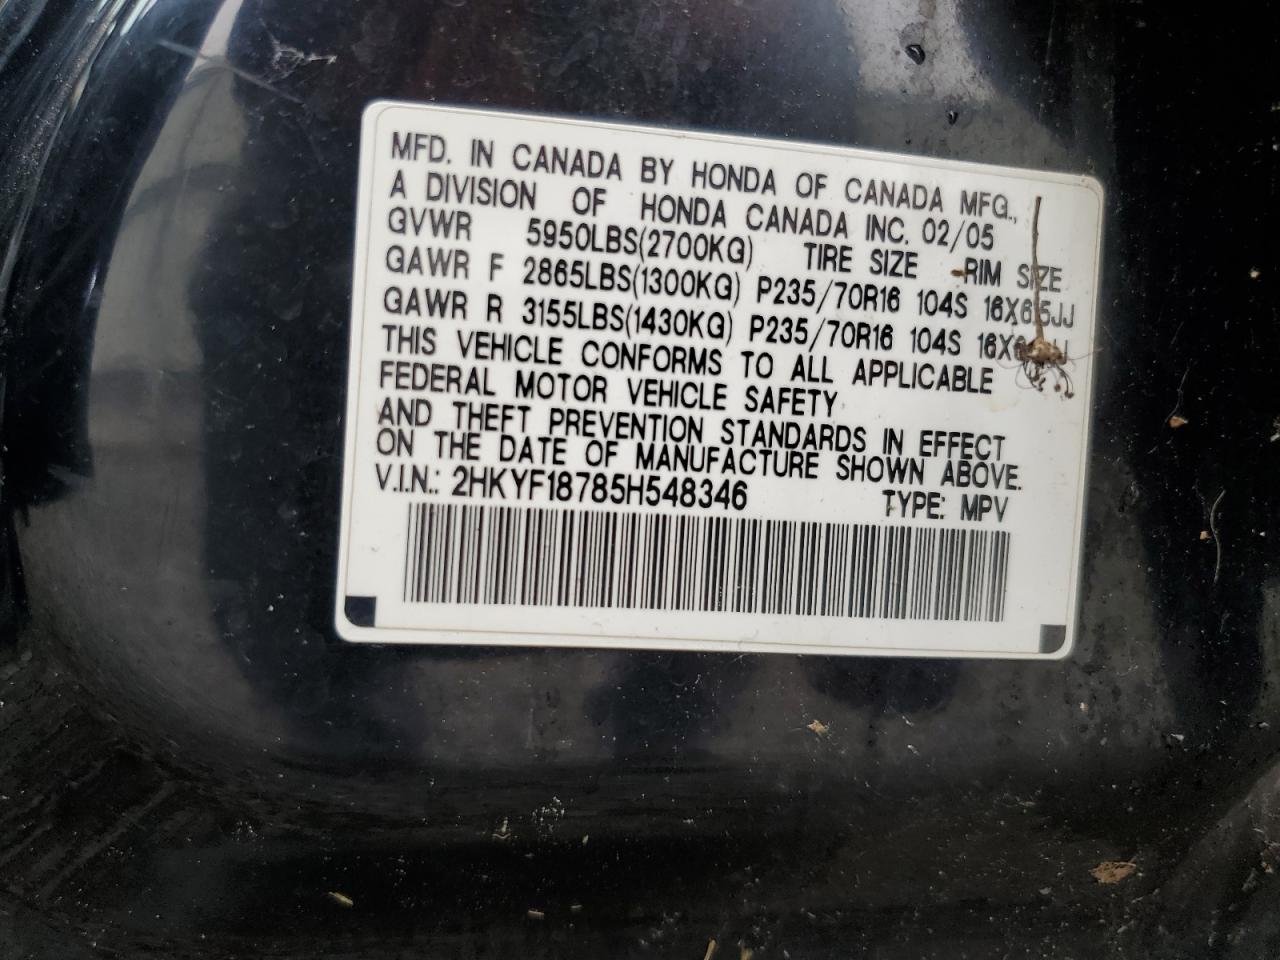 MFD. IN CANADA BY HONDA OF CANADA MFG.,
A DIVISION OF HONDA CANADA INC. 02/05
GVWR 5950LBS(2700KG) TIRE SIZE RIM SIZE
GAWR F 2865LBS(1300KG) P235/70R16 104S 16X6.5JJ
GAWR R 3155LBS(1430KG) P235/70R16 104S
THIS VEHICLE CONFORMS TO ALL APPLICABLE
FEDERAL MOTOR VEHICLE SAFETY
AND THEFT PREVENTION STANDARDS IN EFFECT
ON THE DATE OF MANUFACTURE SHOWN ABOVE.
V.I.N.: 2HKYF18785H548346 TYPE: MPV